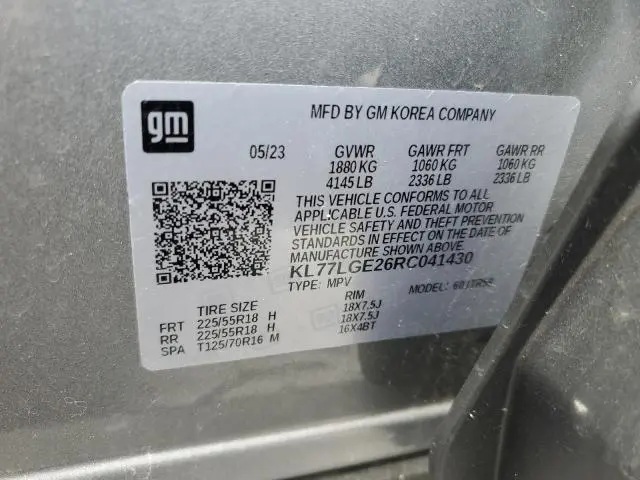 gm
MFD BY GM KOREA COMPANY
05/23 GVWR GAWR FRT GAWR RR
1880 KG 1060 KG 1060 KG
4145 LB 2336 LB 2336 LB
THIS VEHICLE CONFORMS TO ALL
APPLICABLE U.S. FEDERAL MOTOR
VEHICLE SAFETY AND THEFT PREVENTION
STANDARDS IN EFFECT ON THE DATE OF
MANUFACTURE SHOWN ABOVE.
KL77LGE26RC041430
TYPE: MPV MODEL:
TIRE SIZE RIM
FRT 225/55R18 H 18X7.5J
RR 225/55R18 H 18X7.5J
SPA T125/70R16 M 16X4BT